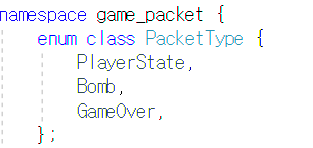 namespace game_packet {
enum class PacketType {
PlayerState,
Bomb,
GameOver,
};